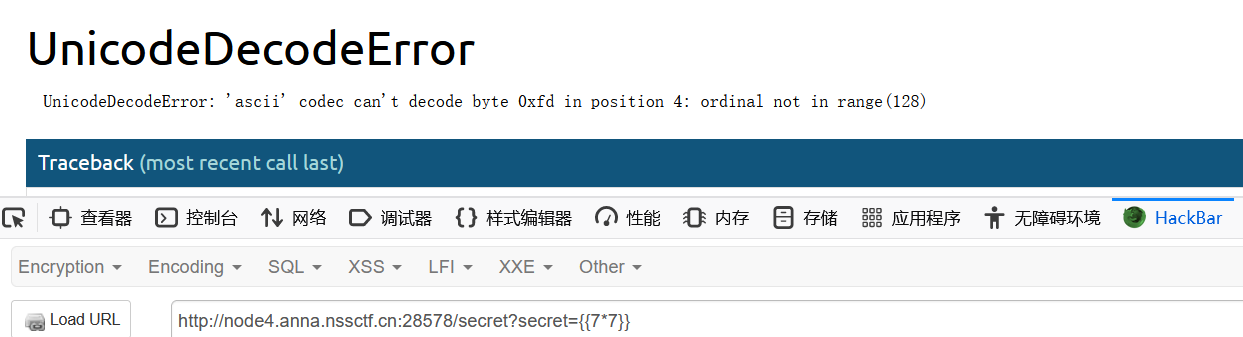 UnicodeDecodeError
UnicodeDecodeError: 'ascii' codec can't decode byte 0xfd in position 4: ordinal not in range(128)
Traceback (most recent call last)
查看器 控制台 网络 调试器 样式编辑器 性能 内存 存储 应用程序 无障碍环境 HackBar
Encryption Encoding SQL XSS LFI XXE Other
Load URL http://node4.anna.nssctf.cn:28578/secret?secret={{7*7}}